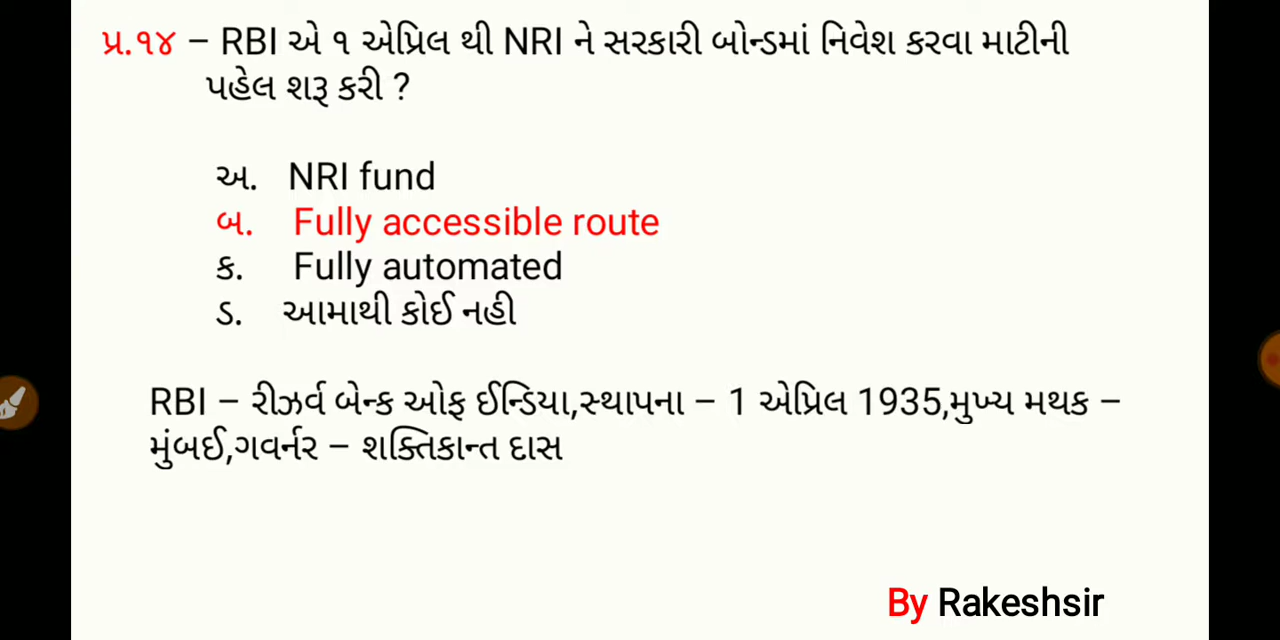 પ્ર.૧૪ – RBI એ ૧ એપ્રિલ થી NRI ને સરકારી બોન્ડમાં નિવેશ કરવા માટીની
પહેલ શરૂ કરી ?
અ. NRI fund
બ. Fully accessible route
ક. Fully automated
ડ. આમાથી કોઈ નહી
RBI – રીઝર્વ બેન્ક ઓફ ઈન્ડિયા,સ્થાપના – 1 એપ્રિલ 1935,મુખ્ય મથક –
મુંબઈ,ગવર્નર – શક્તિકાન્ત દાસ
By Rakeshsir